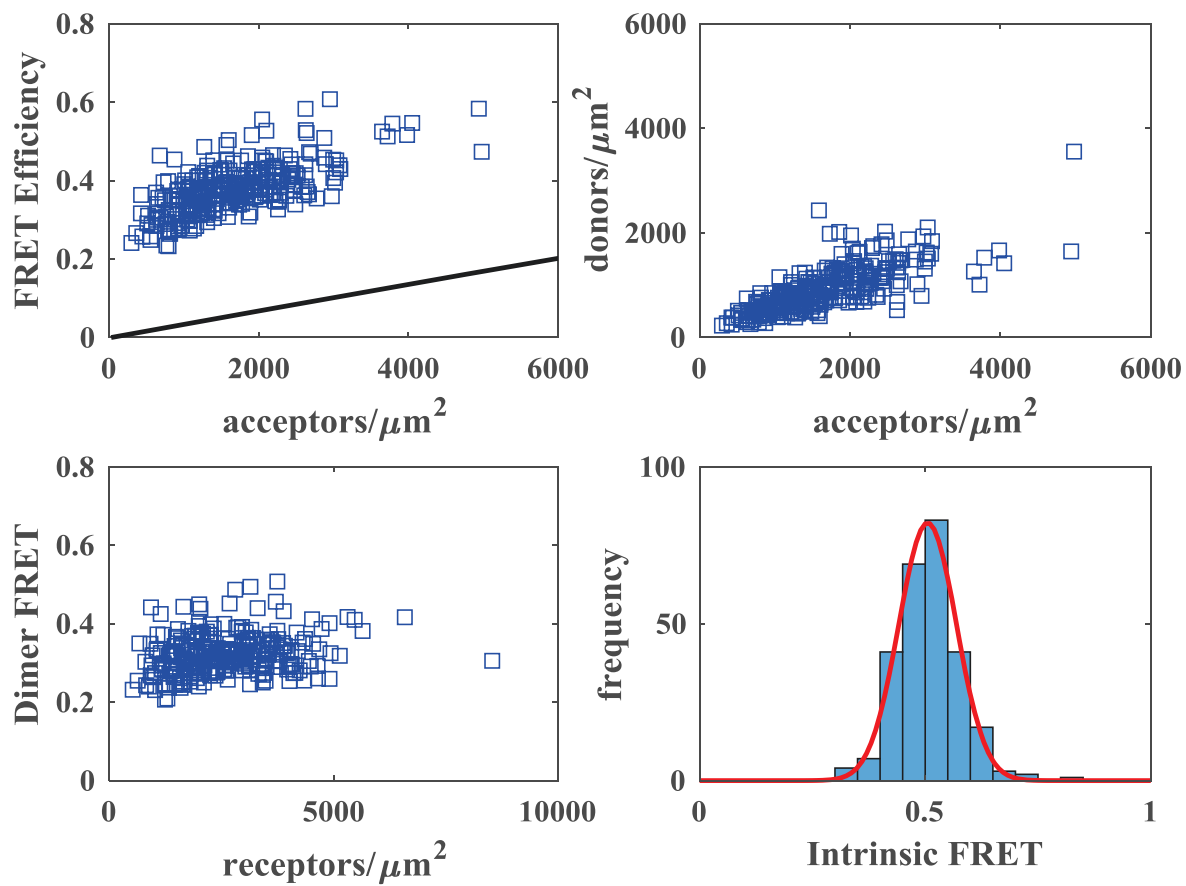 0.8
0.6
0.4
0.2
0
FRET Efficiency
0 2000 4000 6000
acceptors/μm²
6000
4000
2000
0
donors/μm²
0 2000 4000 6000
acceptors/μm²
0.8
0.6
0.4
0.2
0
Dimer FRET
0 5000 10000
receptors/μm²
100
50
0
frequency
0 0.5 1
Intrinsic FRET